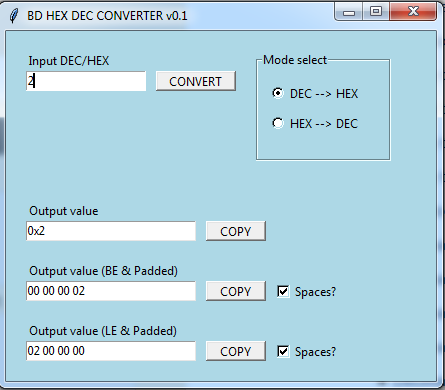 BD HEX DEC CONVERTER v0.1
Input DEC/HEX
2
CONVERT
Mode select
DEC --> HEX
HEX --> DEC
Output value
0x2
COPY
Output value (BE & Padded)
00 00 00 02
COPY
Spaces?
Output value (LE & Padded)
02 00 00 00
COPY
Spaces?